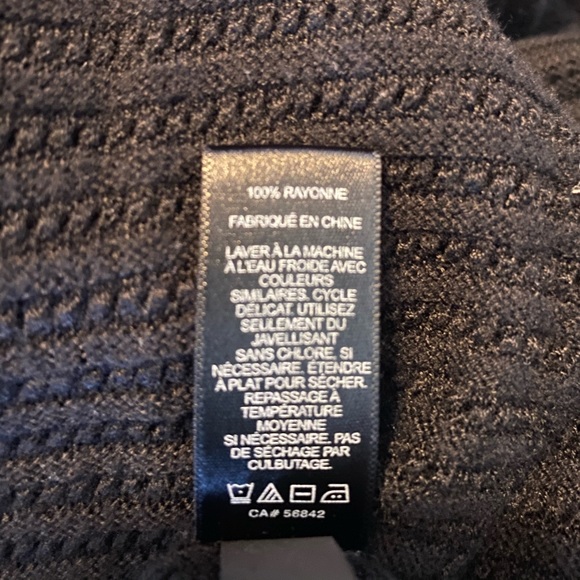 100% RAYONNE
FABRIQUÉ EN CHINE
LAVER À LA MACHINE
À L'EAU FROIDE AVEC
COULEURS
SIMILAIRES. CYCLE
DÉLICAT. UTILISEZ
SEULEMENT DU
JAVELLISANT
SANS CHLORE, SI
NÉCESSAIRE. ÉTENDRE
À PLAT POUR SÉCHER.
REPASSAGE À
TEMPÉRATURE
MOYENNE
SI NÉCESSAIRE. PAS
DE SÉCHAGE PAR
CULBUTAGE.
CA# 56842